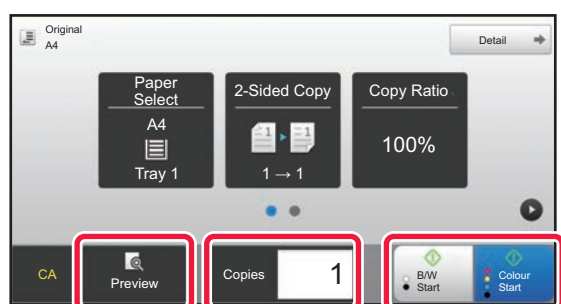 Original
A4
Detail
Paper
Select
A4
Tray 1
2-Sided Copy
1 1
1 → 1
Copy Ratio
100%
CA
Preview
Copies
1
B/W
Start
Colour
Start